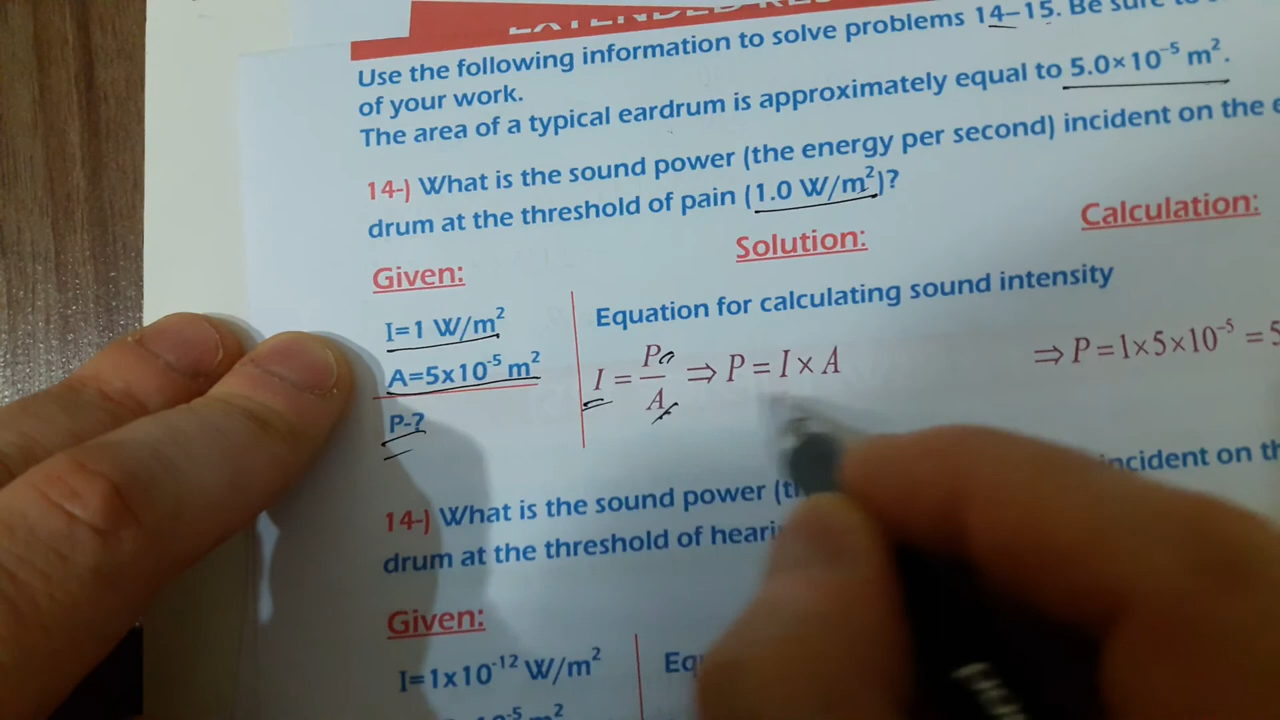 Use the following information to solve problems 14–15. Be sure to
of your work.
The area of a typical eardrum is approximately equal to 5.0×10⁻⁵ m².
14-) What is the sound power (the energy per second) incident on the
drum at the threshold of pain (1.0 W/m²)?
Given:
Solution:
Calculation:
I=1 W/m²
A=5x10⁻⁵ m²
P-?
Equation for calculating sound intensity
I = P/A ⇒ P = I × A
⇒ P = 1×5×10⁻⁵ = 5
14-) What is the sound power
incident on
drum at the threshold of
Given:
I=1x10⁻¹² W/m²